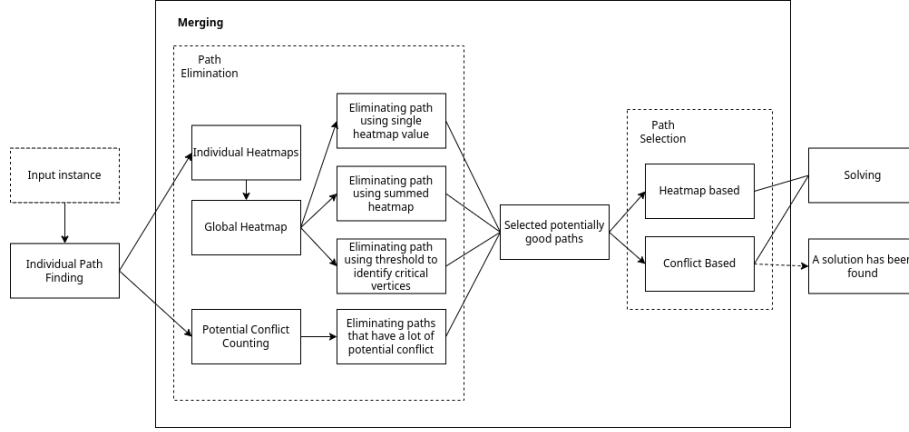 Merging
Path
Elimination
Input instance
Individual Path
Finding
Individual Heatmaps
Global Heatmap
Potential Conflict
Counting
Eliminating path
using single
heatmap value
Eliminating path
using summed
heatmap
Eliminating path
using threshold to
identify critical
vertices
Eliminating paths
that have a lot of
potential conflict
Selected potentially
good paths
Path
Selection
Heatmap based
Conflict Based
Solving
A solution has been
found